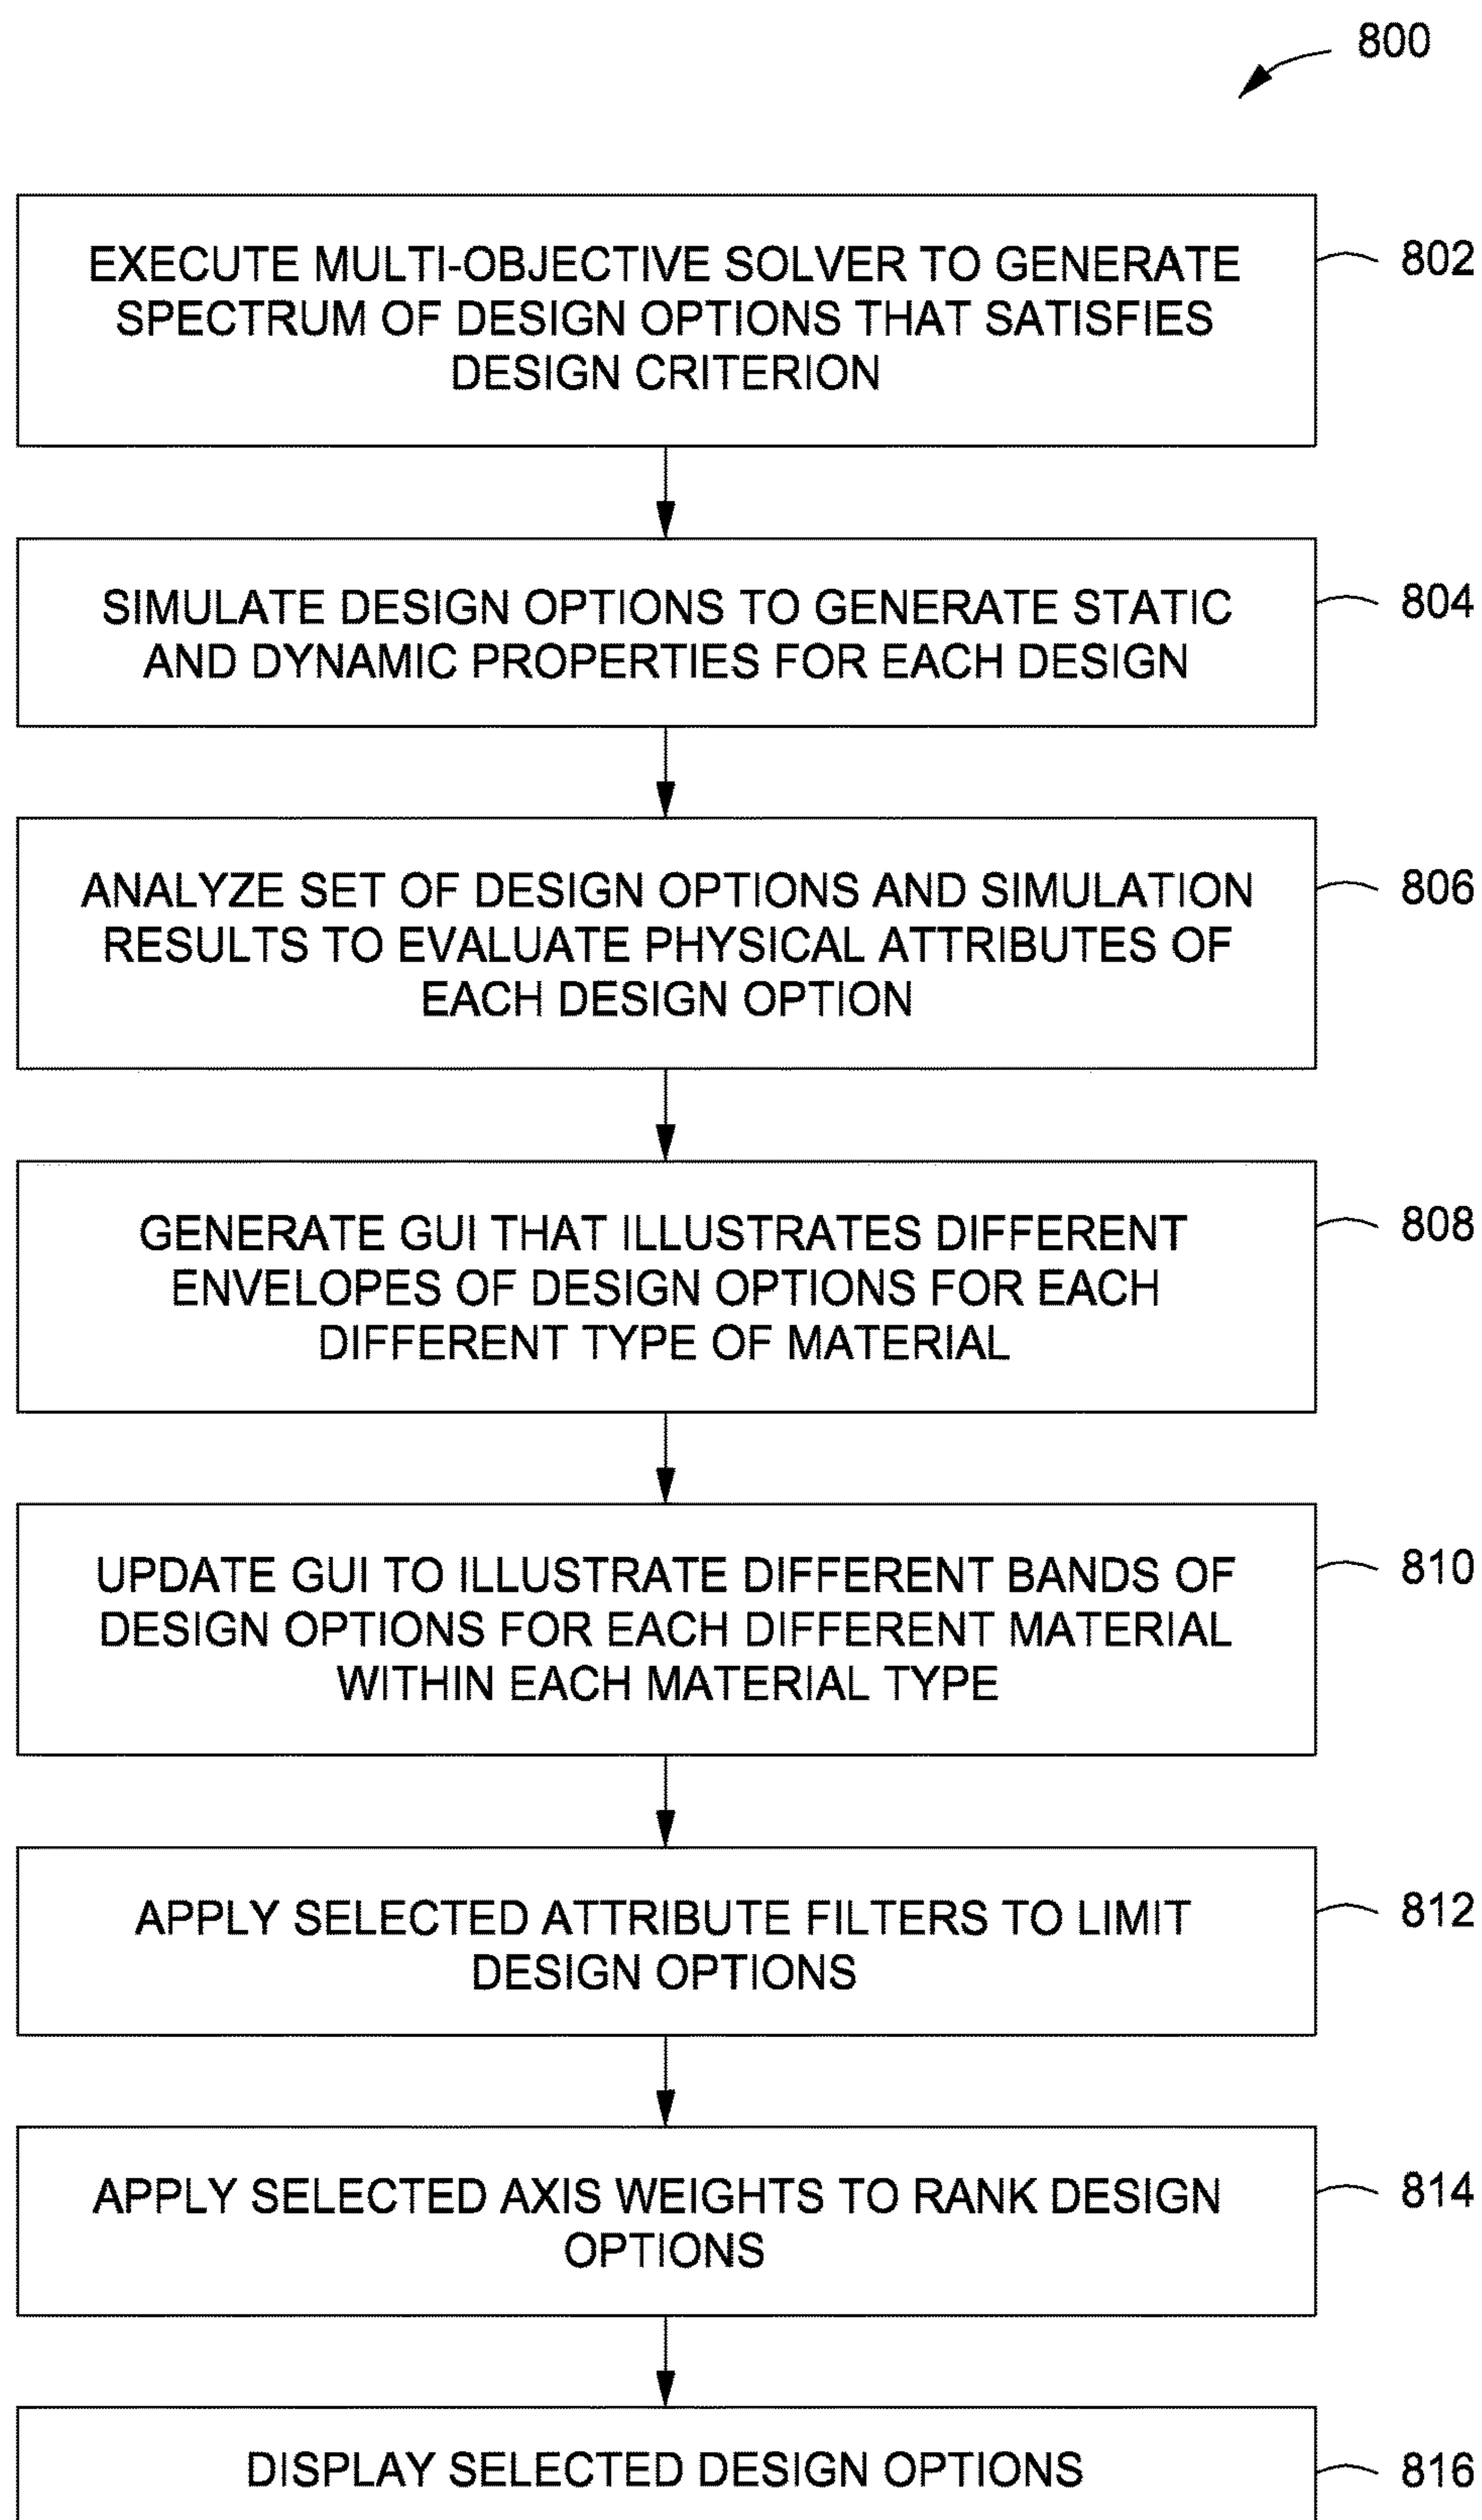 800
EXECUTE MULTI-OBJECTIVE SOLVER TO GENERATE
SPECTRUM OF DESIGN OPTIONS THAT SATISFIES
DESIGN CRITERION
802
SIMULATE DESIGN OPTIONS TO GENERATE STATIC
AND DYNAMIC PROPERTIES FOR EACH DESIGN
804
ANALYZE SET OF DESIGN OPTIONS AND SIMULATION
RESULTS TO EVALUATE PHYSICAL ATTRIBUTES OF
EACH DESIGN OPTION
806
GENERATE GUI THAT ILLUSTRATES DIFFERENT
ENVELOPES OF DESIGN OPTIONS FOR EACH
DIFFERENT TYPE OF MATERIAL
808
UPDATE GUI TO ILLUSTRATE DIFFERENT BANDS OF
DESIGN OPTIONS FOR EACH DIFFERENT MATERIAL
WITHIN EACH MATERIAL TYPE
810
APPLY SELECTED ATTRIBUTE FILTERS TO LIMIT
DESIGN OPTIONS
812
APPLY SELECTED AXIS WEIGHTS TO RANK DESIGN
OPTIONS
814
DISPLAY SELECTED DESIGN OPTIONS
816